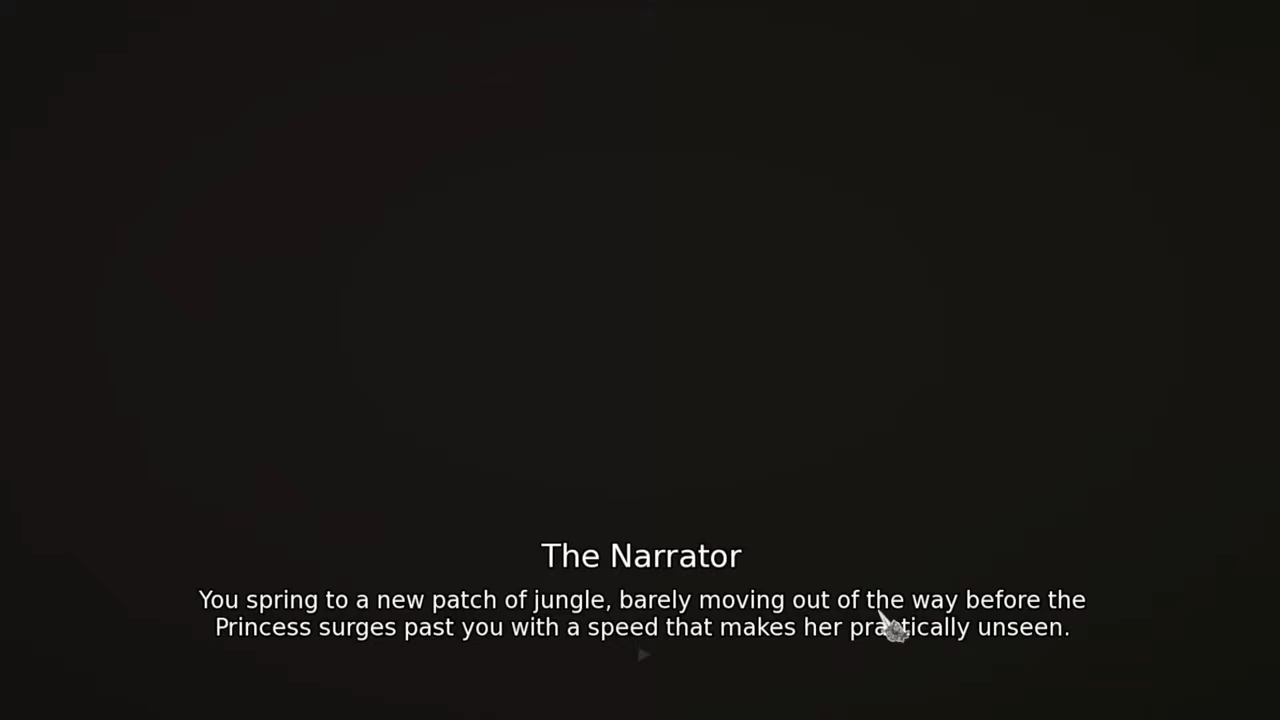 The Narrator
You spring to a new patch of jungle, barely moving out of the way before the
Princess surges past you with a speed that makes her practically unseen.